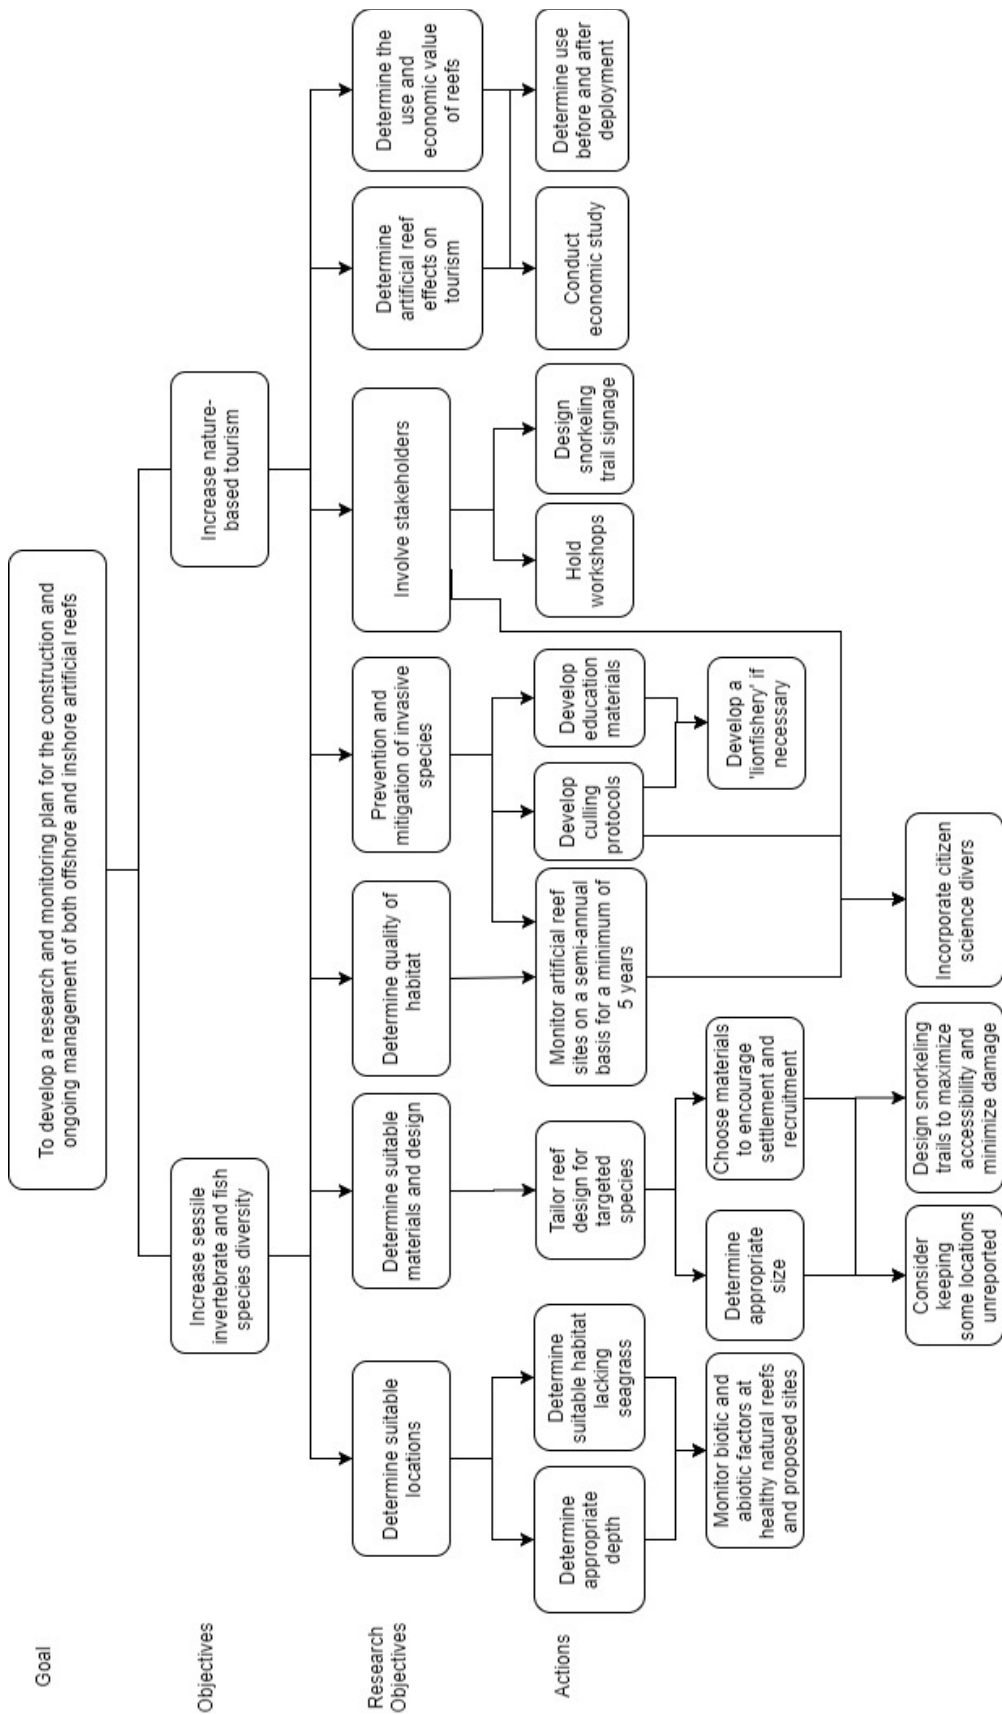 Goal
To develop a research and monitoring plan for the construction and
ongoing management of both offshore and inshore artificial reefs
Objectives
Increase sessile
invertebrate and fish
species diversity
Increase nature-
based tourism
Research
Objectives
Determine suitable
locations
Determine suitable
materials and design
Determine quality of
habitat
Prevention and
mitigation of invasive
species
Involve stakeholders
Determine
artificial reef
effects on
tourism
Determine the
use and
economic value
of reefs
Actions
Determine
appropriate
depth
Determine
suitable habitat
lacking
seagrass
Tailor reef
design for
targeted
species
Monitor artificial reef
sites on a semi-annual
basis for a minimum of
5 years
Develop
culling
protocols
Develop
education
materials
Hold
workshops
Design
snorkeling
trail signage
Conduct
economic study
Determine use
before and after
deployment
Monitor biotic and
abiotic factors at
healthy natural reefs
and proposed sites
Determine
appropriate
size
Choose materials
to encourage
settlement and
recruitment
Develop a
'lionfishery' if
necessary
Consider
keeping
some locations
unreported
Design snorkeling
trails to maximize
accessibility and
minimize damage
Incorporate citizen
science divers